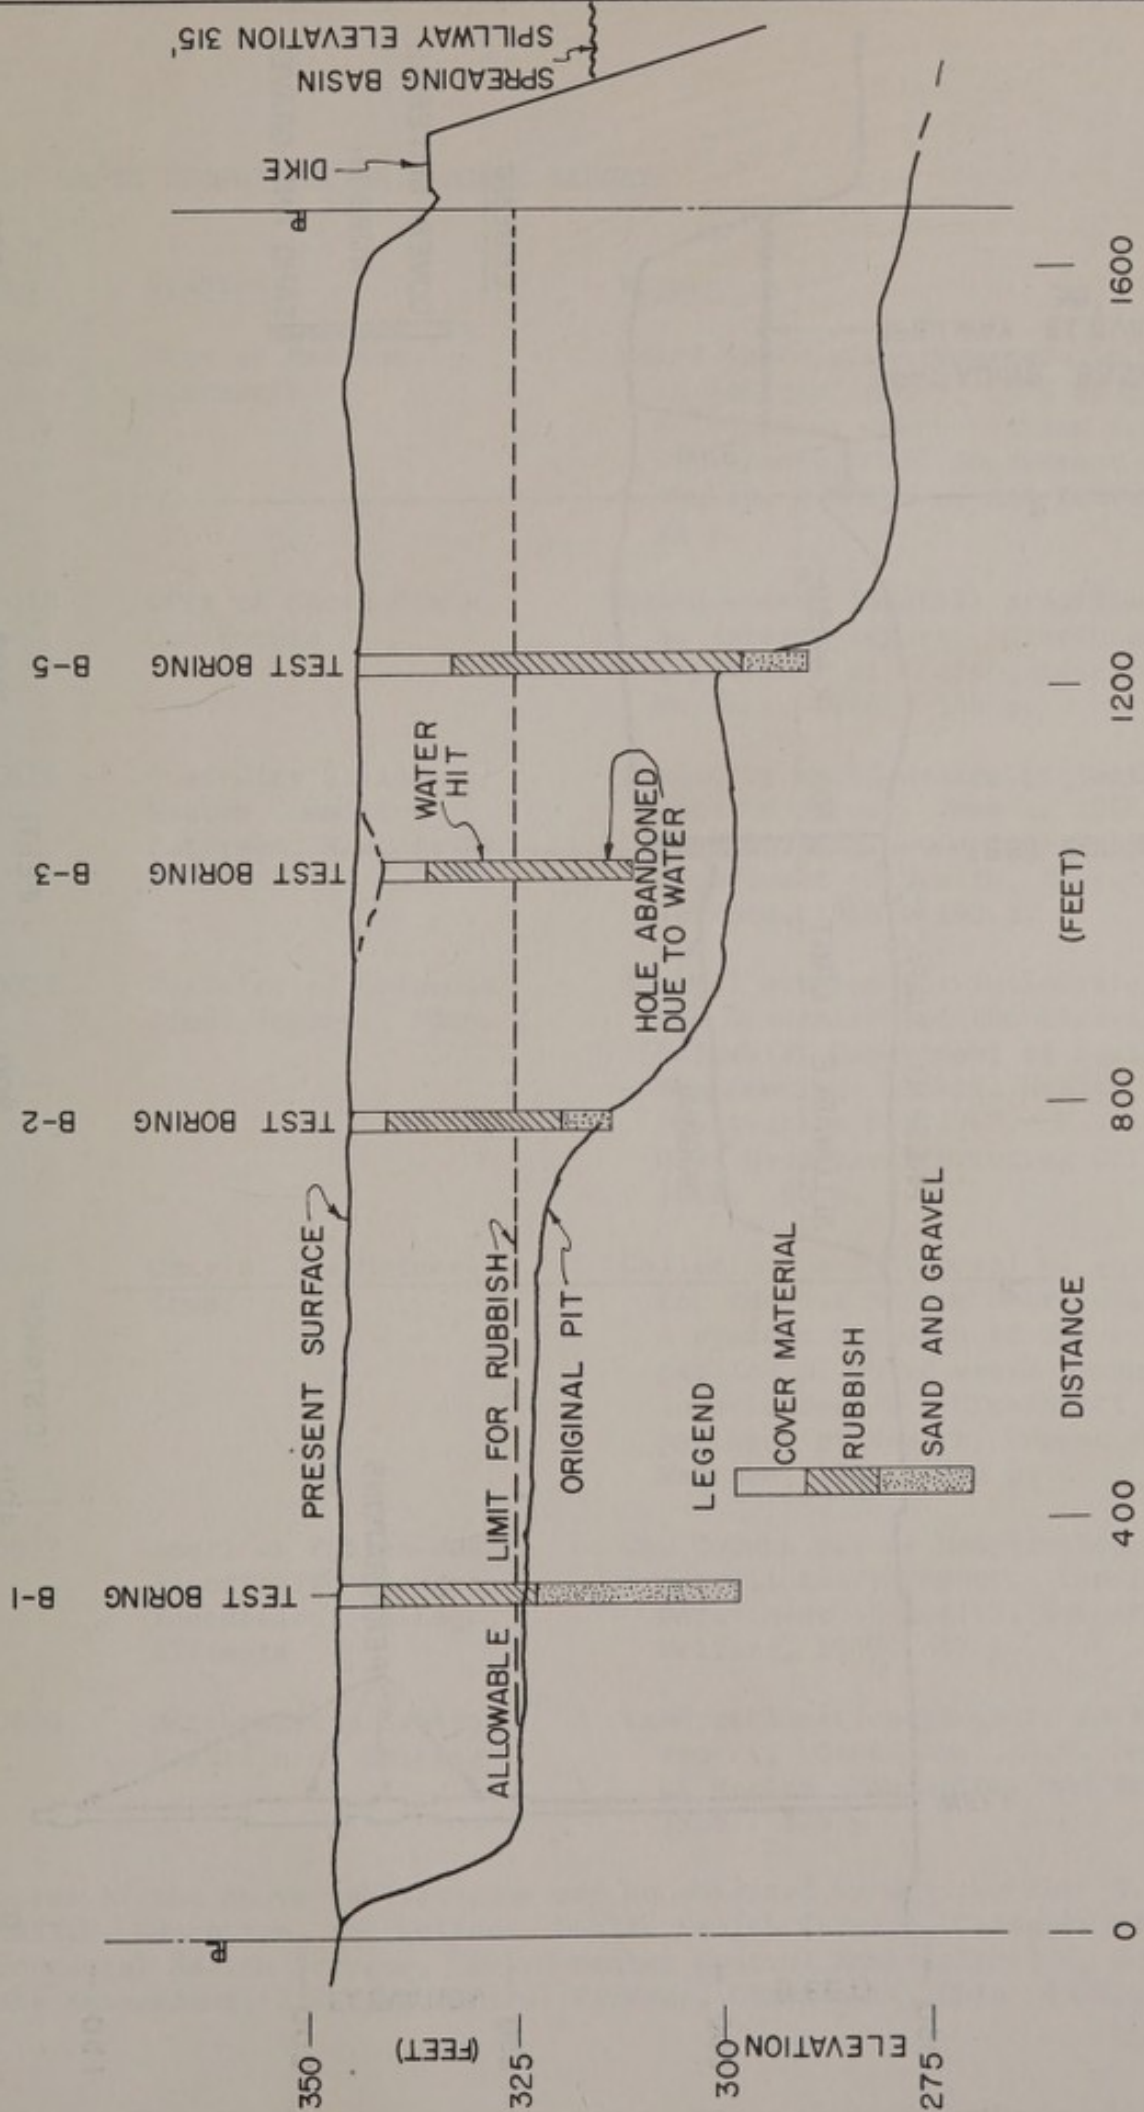 B-1
TEST BORING
B-2
TEST BORING
B-3
TEST BORING
B-5
TEST BORING
DIKE
SPREADING BASIN
SPILLWAY ELEVATION 315'
PRESENT SURFACE
WATER
HIT
ALLOWABLE LIMIT FOR RUBBISH
ORIGINAL PIT
HOLE ABANDONED
DUE TO WATER
LEGEND
COVER MATERIAL
RUBBISH
SAND AND GRAVEL
350
325
300
275
ELEVATION (FEET)
0
400
800
1200
1600
DISTANCE (FEET)